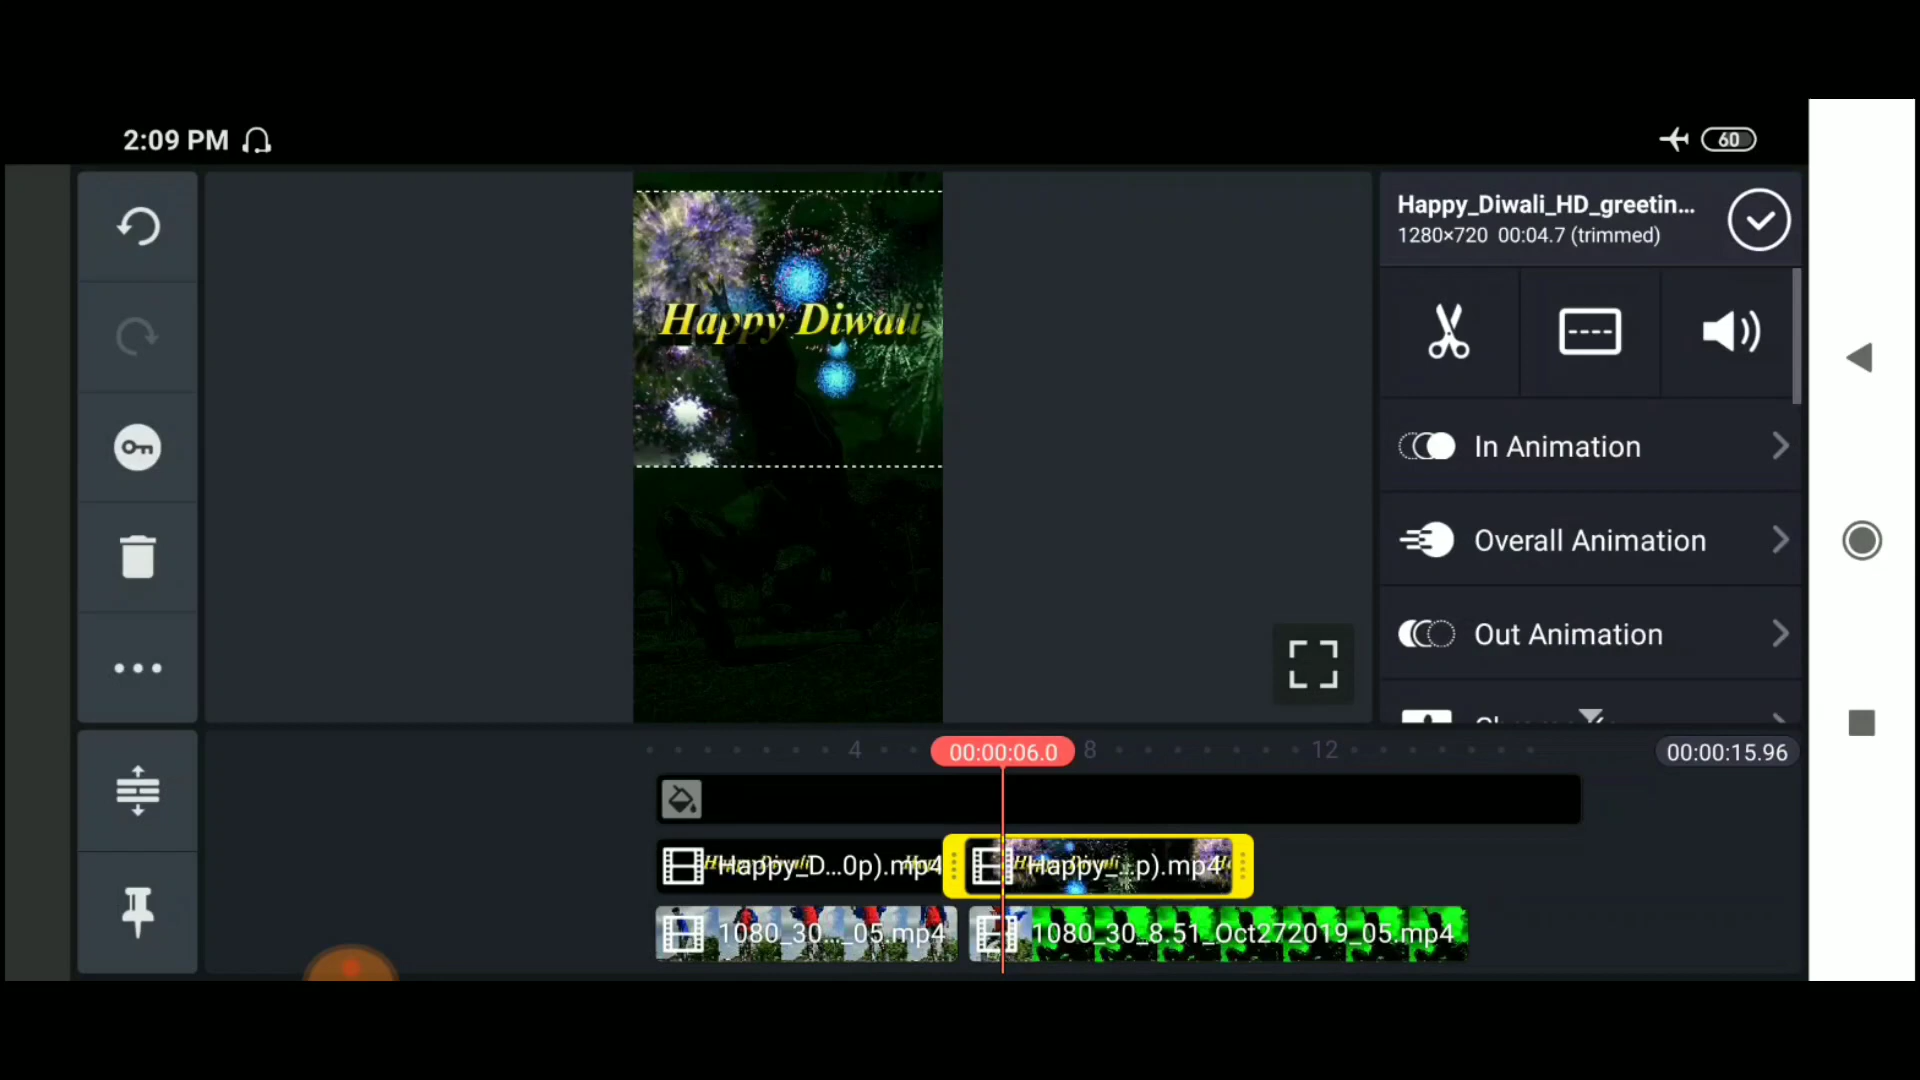 2:09 PM
60
Happy_Diwali_HD_greetin...
1280×720 00:04.7 (trimmed)
Happy Diwali
In Animation
Overall Animation
Out Animation
4
00:00:06.0
8
12
00:00:15.96
Happy_D...0p).mp4
Happy_...p).mp4
1080_30..._05.mp4
1080_30_8.51_Oct272019_05.mp4